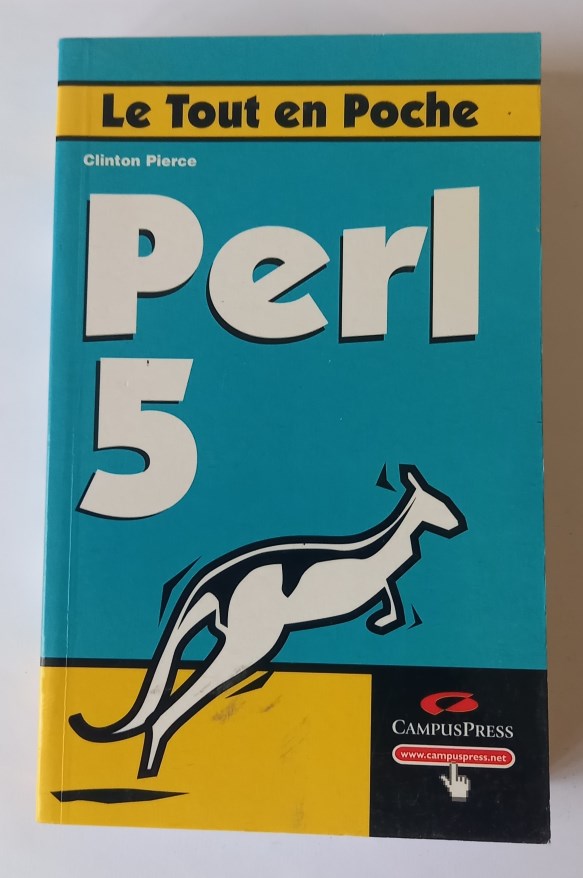 Le Tout en Poche
Clinton Pierce
Perl
5
CAMPUSPRESS
www.campuspress.net